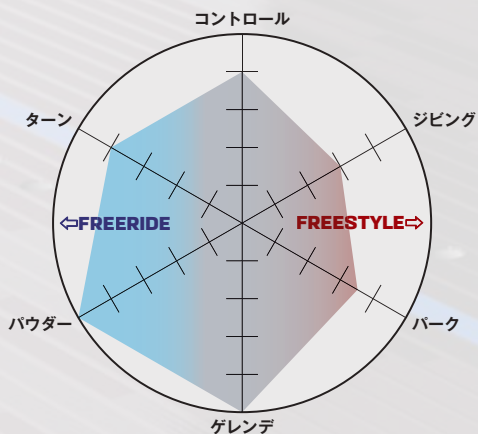 コントロール
ターン
ジビング
⇦FREERIDE
FREESTYLE⇨
パウダー
パーク
ゲレンデ